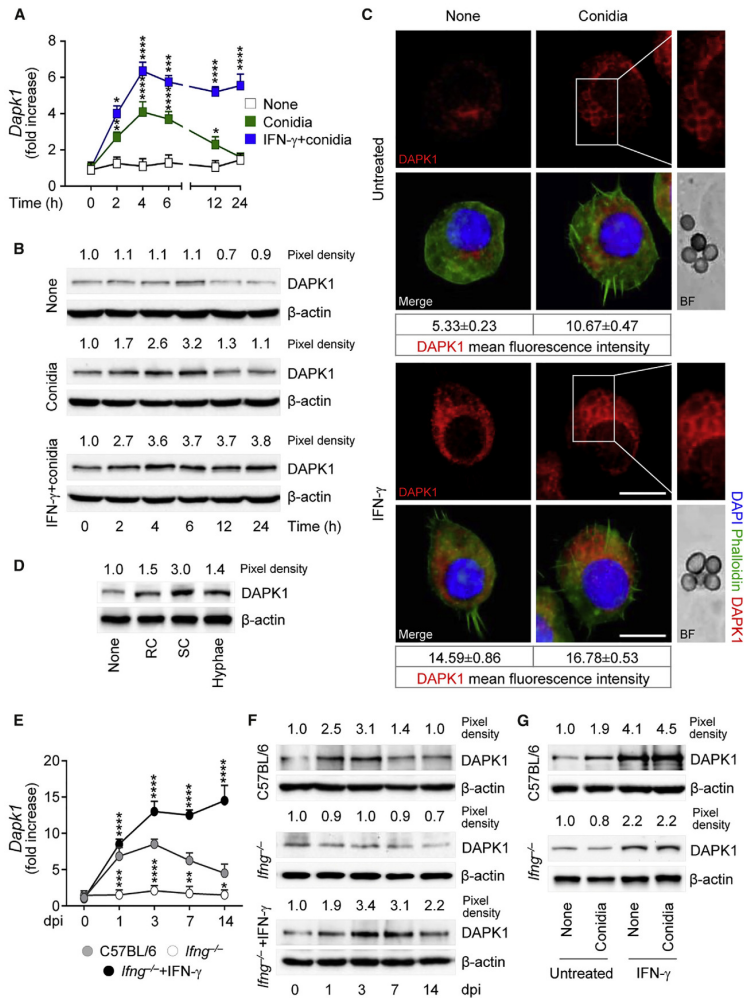 A
Dapk1
(fold increase)
8
6
4
2
0
****
****
****
****
*
****
****
**
****
***
*
None
Conidia
IFN-γ+conidia
Time (h)
0 2 4 6 12 24
B
None
1.0 1.1 1.1 1.1 0.7 0.9 Pixel density
DAPK1
β-actin
Conidia
1.0 1.7 2.6 3.2 1.3 1.1 Pixel density
DAPK1
β-actin
IFN-γ+conidia
1.0 2.7 3.6 3.7 3.7 3.8 Pixel density
DAPK1
β-actin
0 2 4 6 12 24 Time (h)
D
1.0 1.5 3.0 1.4 Pixel density
DAPK1
β-actin
None
RC
SC
Hyphae
C
None Conidia
Untreated
DAPK1
Merge
BF
5.33±0.23 10.67±0.47
DAPK1 mean fluorescence intensity
IFN-γ
DAPK1
Merge
BF
14.59±0.86 16.78±0.53
DAPK1 mean fluorescence intensity
DAPI Phalloidin DAPK1
E
Dapk1
(fold increase)
20
15
10
5
0
****
****
****
****
***
****
**
*
dpi 0 1 3 7 14
C57BL/6 Ifng–/–
Ifng–/–+IFN-γ
F
C57BL/6
1.0 2.5 3.1 1.4 1.0 Pixel
density
DAPK1
β-actin
Ifng–/–
1.0 0.9 1.0 0.9 0.7 Pixel
density
DAPK1
β-actin
Ifng–/–+IFN-γ
1.0 1.9 3.4 3.1 2.2 Pixel
density
DAPK1
β-actin
0 1 3 7 14 dpi
G
C57BL/6
1.0 1.9 4.1 4.5 Pixel
density
DAPK1
β-actin
Ifng–/–
1.0 0.8 2.2 2.2 Pixel
density
DAPK1
β-actin
None
Conidia
None
Conidia
Untreated IFN-γ